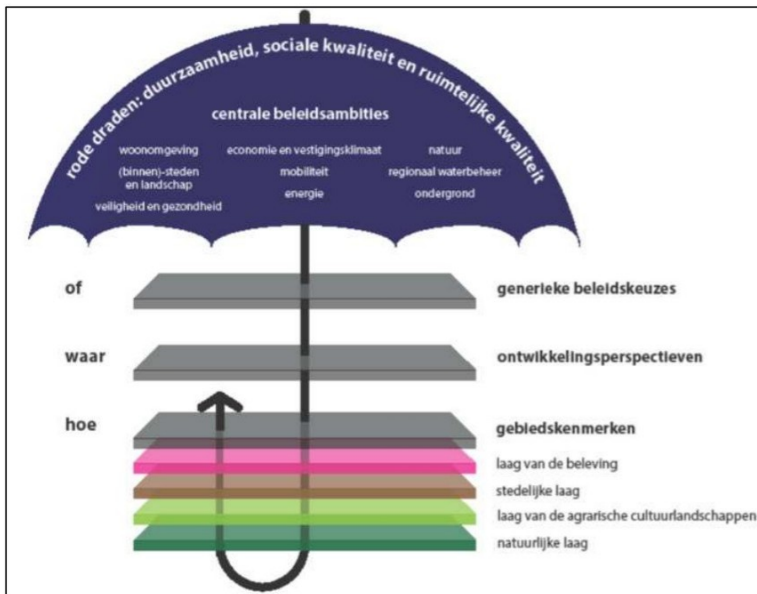 rode draden: duurzaamheid, sociale kwaliteit en ruimtelijke kwaliteit
centrale beleidsambities
woonomgeving
(binnen)-steden
en landschap
veiligheid en gezondheid
economie en vestigingsklimaat
mobiliteit
energie
natuur
regionaal waterbeheer
ondergrond
of
generieke beleidskeuzes
waar
ontwikkelingsperspectieven
hoe
gebiedskenmerken
laag van de beleving
stedelijke laag
laag van de agrarische cultuurlandschappen
natuurlijke laag